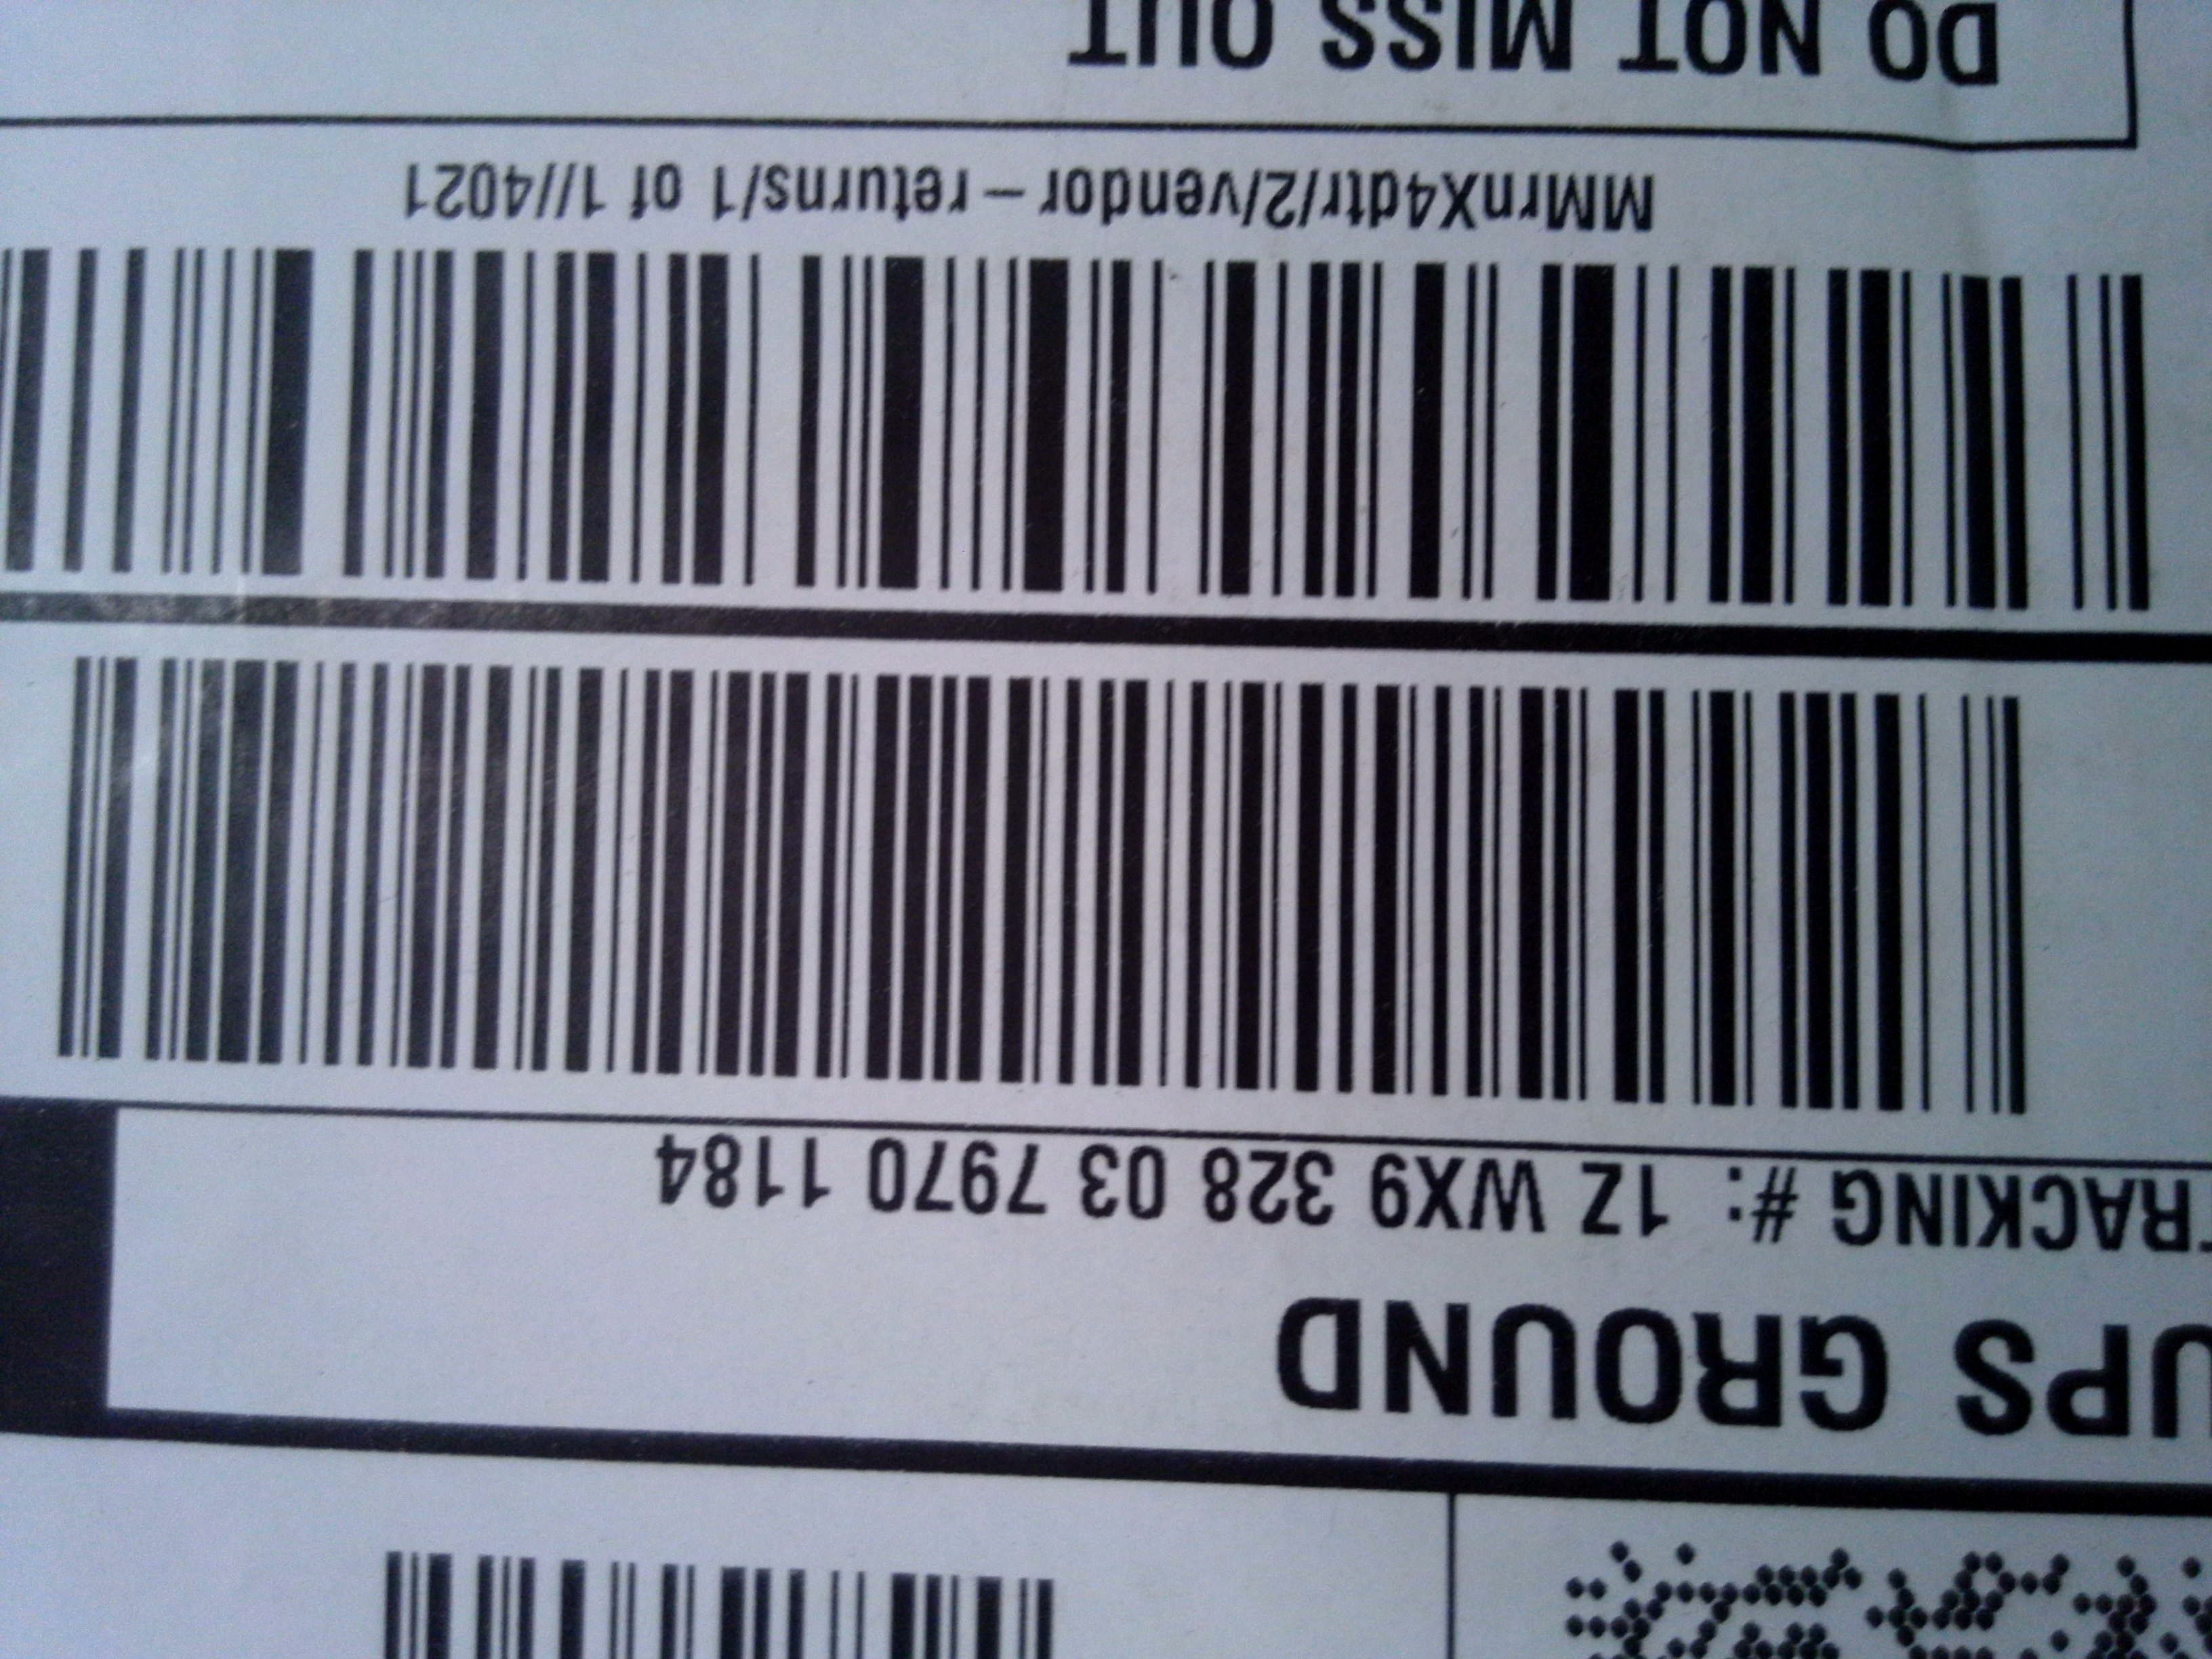 UPS GROUND
TRACKING #: 1Z WX9 328 03 7970 1184
MMrnX4dtr/2/vendor – returns/1 of 1//4021
DO NOT MISS OUT